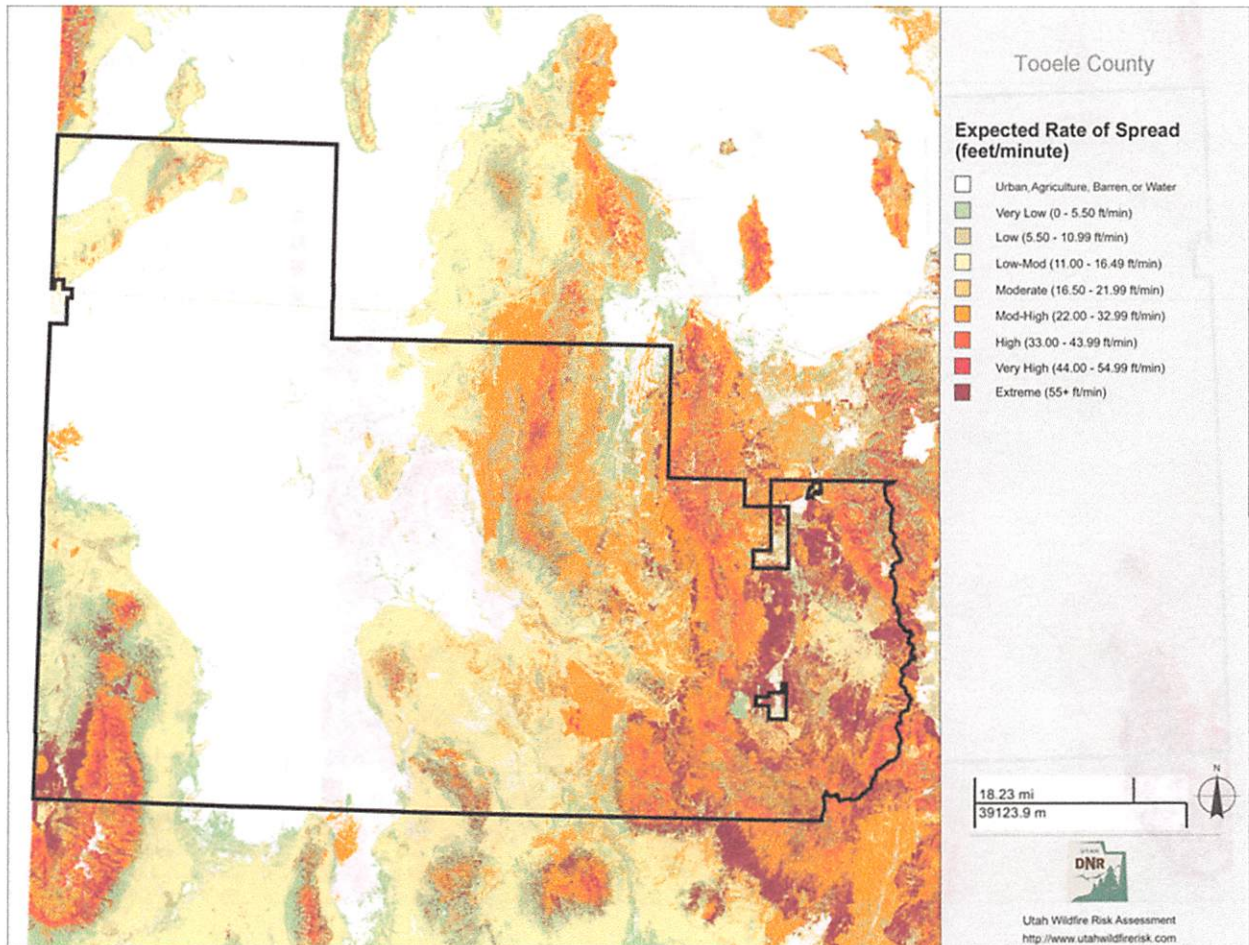 Tooele County
Expected Rate of Spread
(feet/minute)
Urban, Agriculture, Barren, or Water
Very Low (0 - 5.50 ft/min)
Low (5.50 - 10.99 ft/min)
Low-Mod (11.00 - 16.49 ft/min)
Moderate (16.50 - 21.99 ft/min)
Mod-High (22.00 - 32.99 ft/min)
High (33.00 - 43.99 ft/min)
Very High (44.00 - 54.99 ft/min)
Extreme (55+ ft/min)
N
18.23 mi
39123.9 m
UTAH
DNR
Utah Wildfire Risk Assessment
http://www.utahwildfirerisk.com